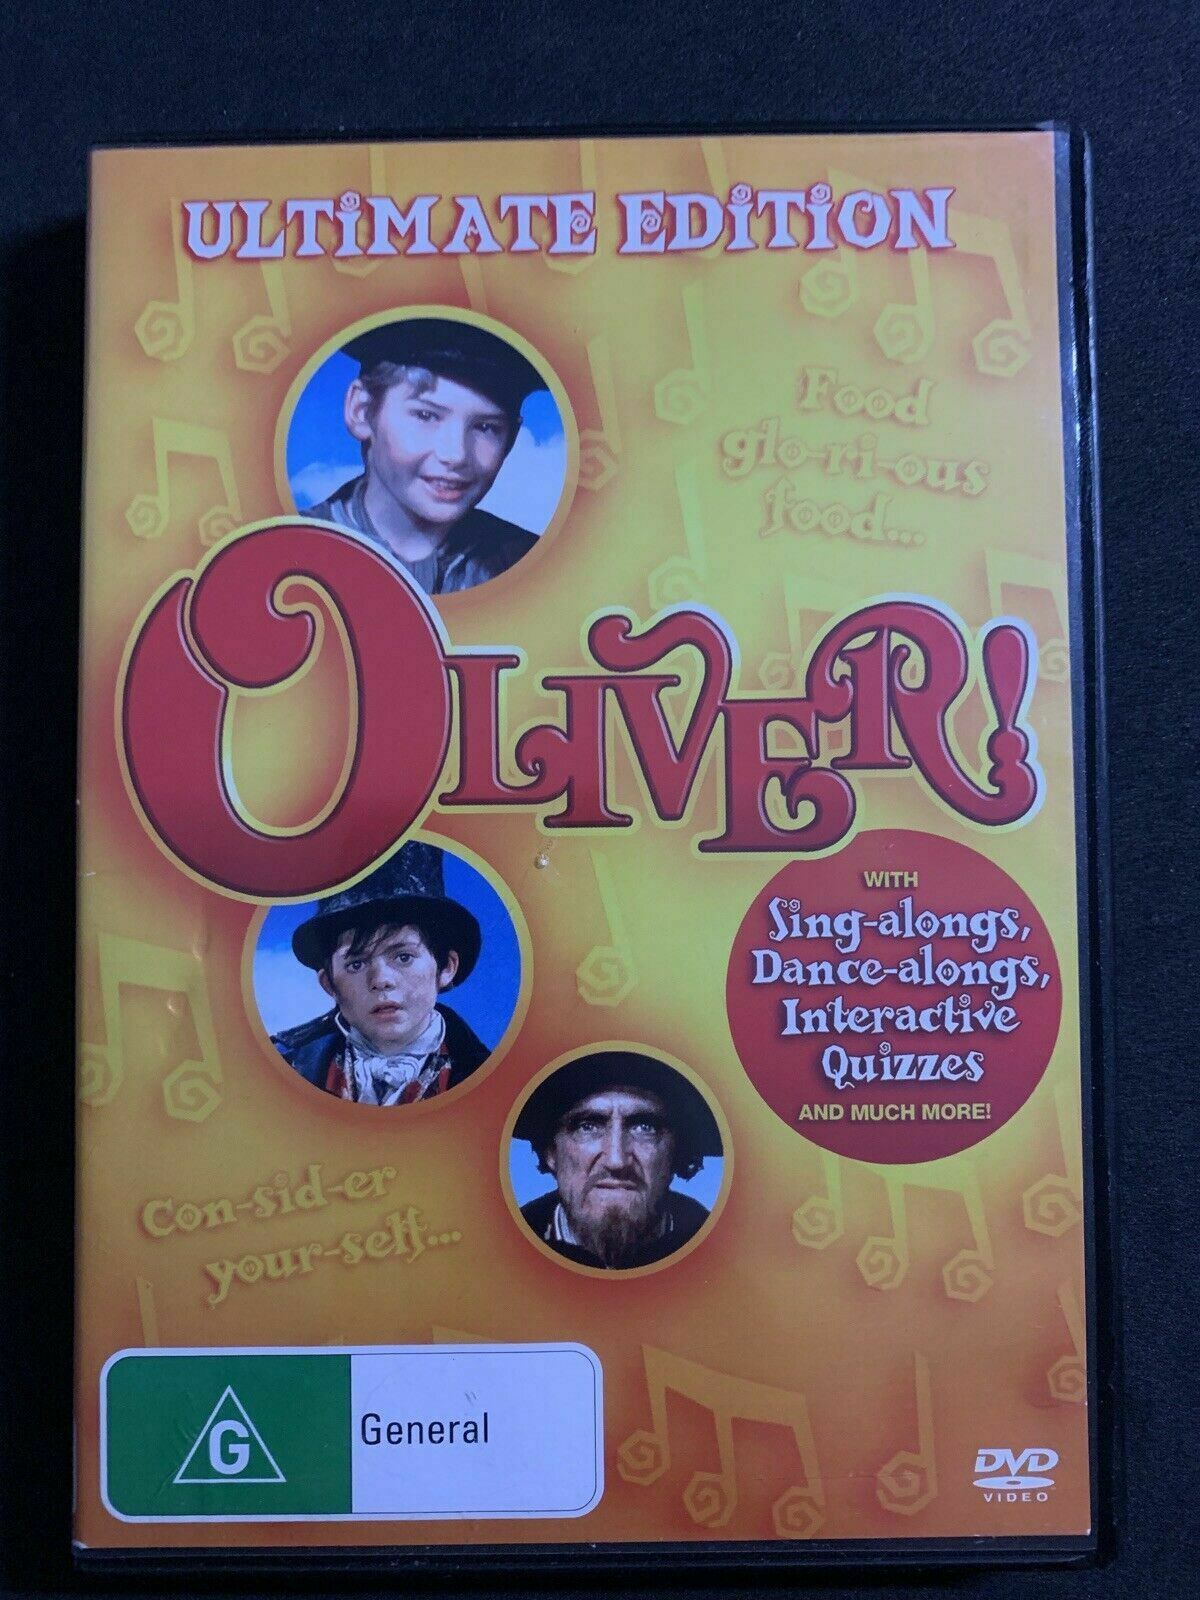 ULTIMATE EDITION
Food
glo-ri-ous
food...
OLIVER!
WITH
Sing-alongs,
Dance-alongs,
Interactive
Quizzes
AND MUCH MORE!
Con-sid-er
your-self...
G
General
DVD
VIDEO